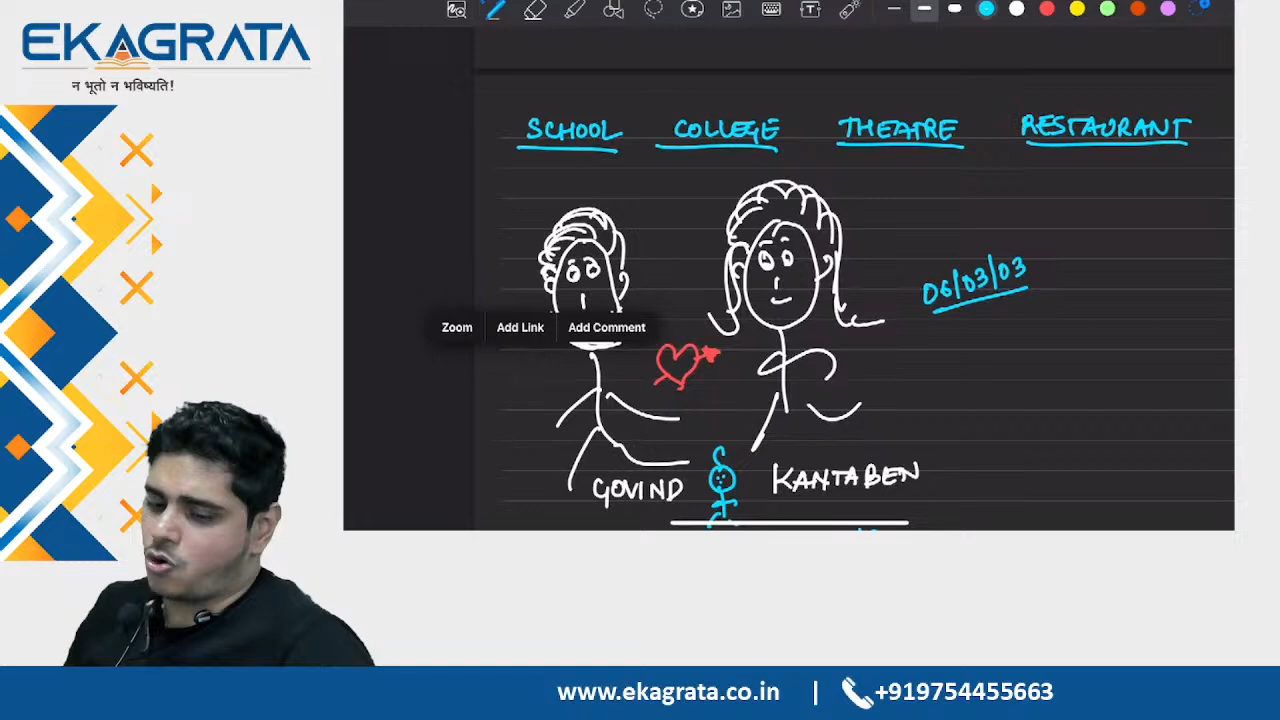 EKAGRATA
न भूतो न भविष्यति!
SCHOOL COLLEGE THEATRE RESTAURANT
06/03/03
Zoom Add Link Add Comment
GOVIND KANTABEN
www.ekagrata.co.in | +919754455663